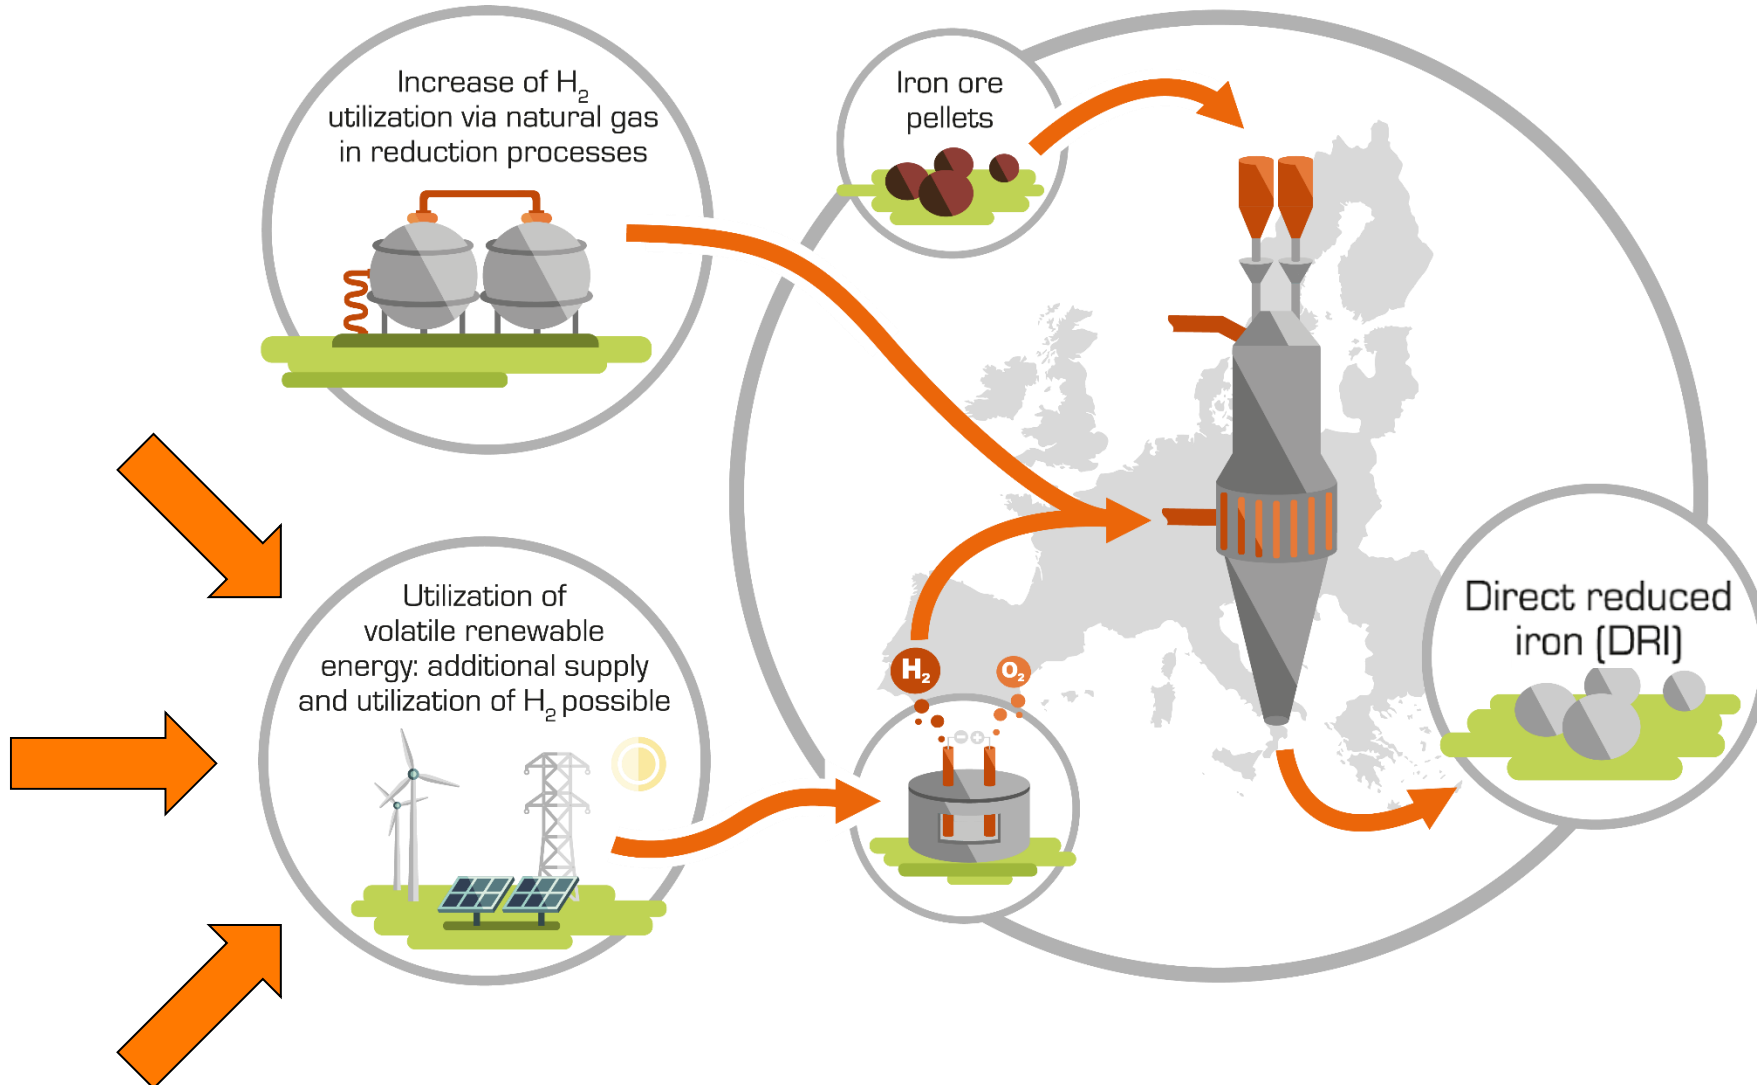 Increase of H₂
utilization via natural gas
in reduction processes
Iron ore
pellets
Utilization of
volatile renewable
energy: additional supply
and utilization of H₂ possible
H₂
O₂
Direct reduced
iron (DRI)